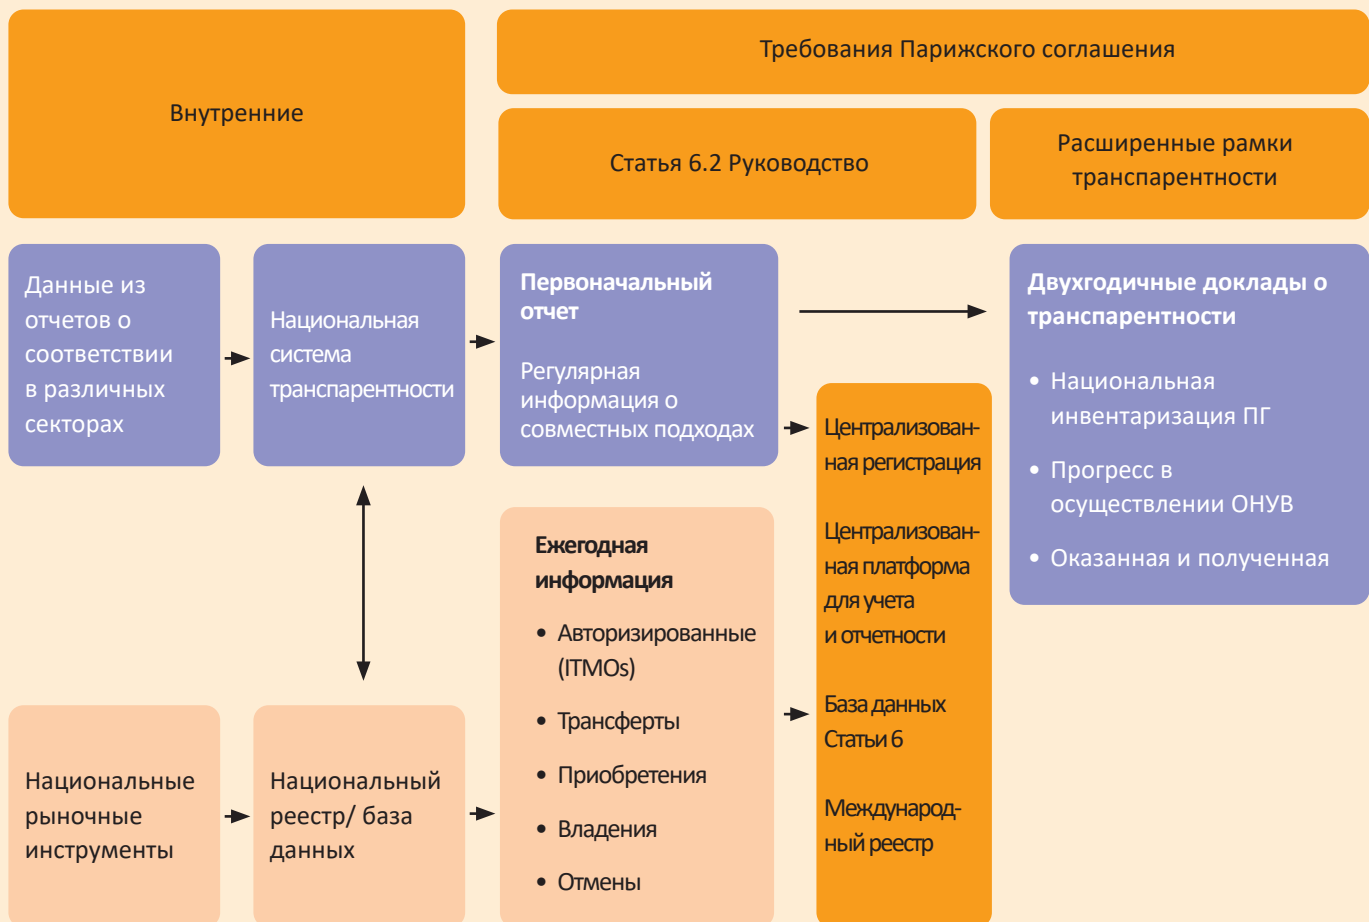 Внутренние
Требования Парижского соглашения
Статья 6.2 Руководство
Расширенные рамки
транспарентности
Данные из
отчетов о
соответствии
в различных
секторах
Национальная
система
транспарентности
Первоначальный
отчет
Регулярная
информация о
совместных подходах
Двухгодичные доклады о
транспарентности
• Национальная
инвентаризация ПГ
• Прогресс в
осуществлении ОНУВ
• Оказанная и полученная
Централизован-
ная регистрация
Централизован-
ная платформа
для учета
и отчетности
База данных
Статьи 6
Международ-
ный реестр
Ежегодная
информация
• Авторизированные
(ITMOs)
• Трансферты
• Приобретения
• Владения
• Отмены
Национальные
рыночные
инструменты
Национальный
реестр/ база
данных